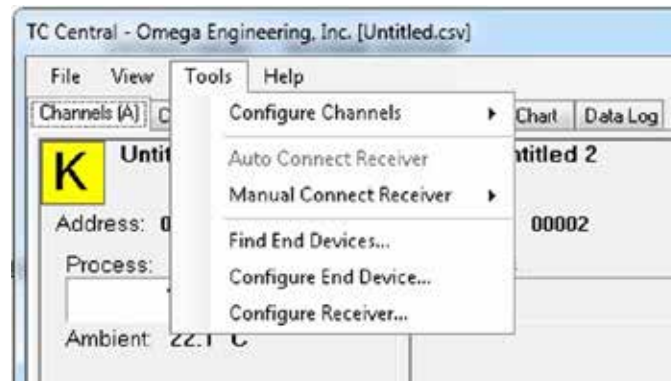 TC Central - Omega Engineering, Inc. [Untitled.csv]
File View Tools Help
Channels (A) Chart Data Log
Configure Channels
Auto Connect Receiver
Manual Connect Receiver
Find End Devices...
Configure End Device...
Configure Receiver...
K
Address:
00002
Process:
Ambient 22.1 C